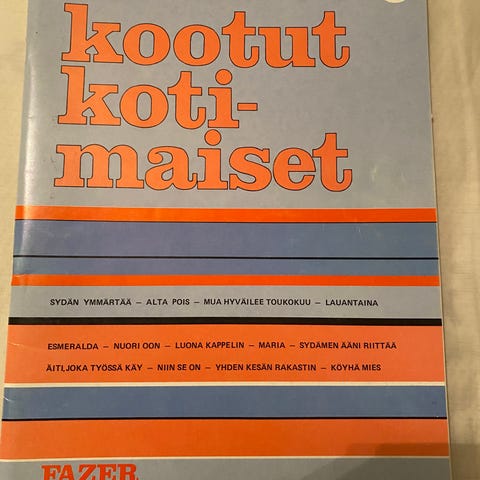 kootut
koti-
maiset
SYDÄN YMMÄRTÄÄ – ALTA POIS – MUA HYVÄILEE TOUKOKUU – LAUANTAINA
ESMERALDA – NUORI OON – LUONA KAPPELIN – MARIA – SYDÄMEN ÄÄNI RIITTÄÄ
ÄITI,JOKA TYÖSSÄ KÄY – NIIN SE ON – YHDEN KESÄN RAKASTIN – KÖYHÄ MIES
FAZER